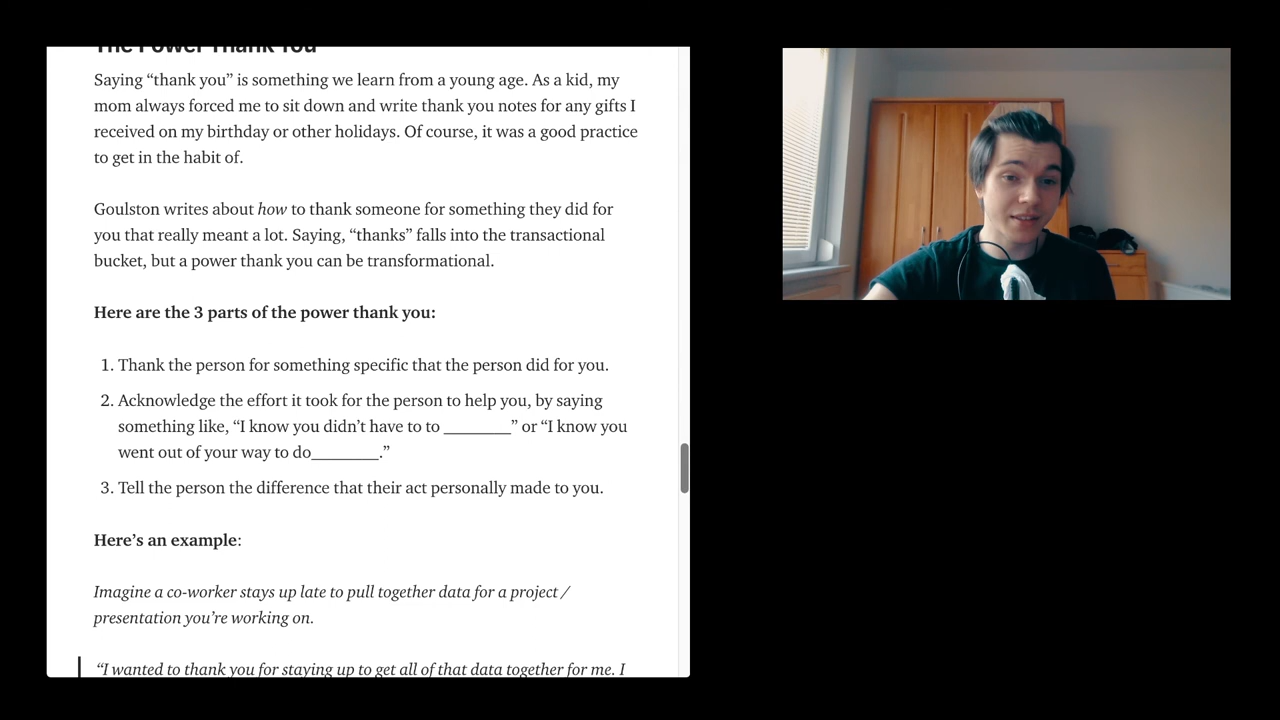 The Power Thank You
Saying “thank you” is something we learn from a young age. As a kid, my
mom always forced me to sit down and write thank you notes for any gifts I
received on my birthday or other holidays. Of course, it was a good practice
to get in the habit of.
Goulston writes about how to thank someone for something they did for
you that really meant a lot. Saying, “thanks” falls into the transactional
bucket, but a power thank you can be transformational.
Here are the 3 parts of the power thank you:
1. Thank the person for something specific that the person did for you.
2. Acknowledge the effort it took for the person to help you, by saying
something like, “I know you didn’t have to to ________” or “I know you
went out of your way to do________.”
3. Tell the person the difference that their act personally made to you.
Here’s an example:
Imagine a co-worker stays up late to pull together data for a project /
presentation you’re working on.
“I wanted to thank you for staying up to get all of that data together for me. I